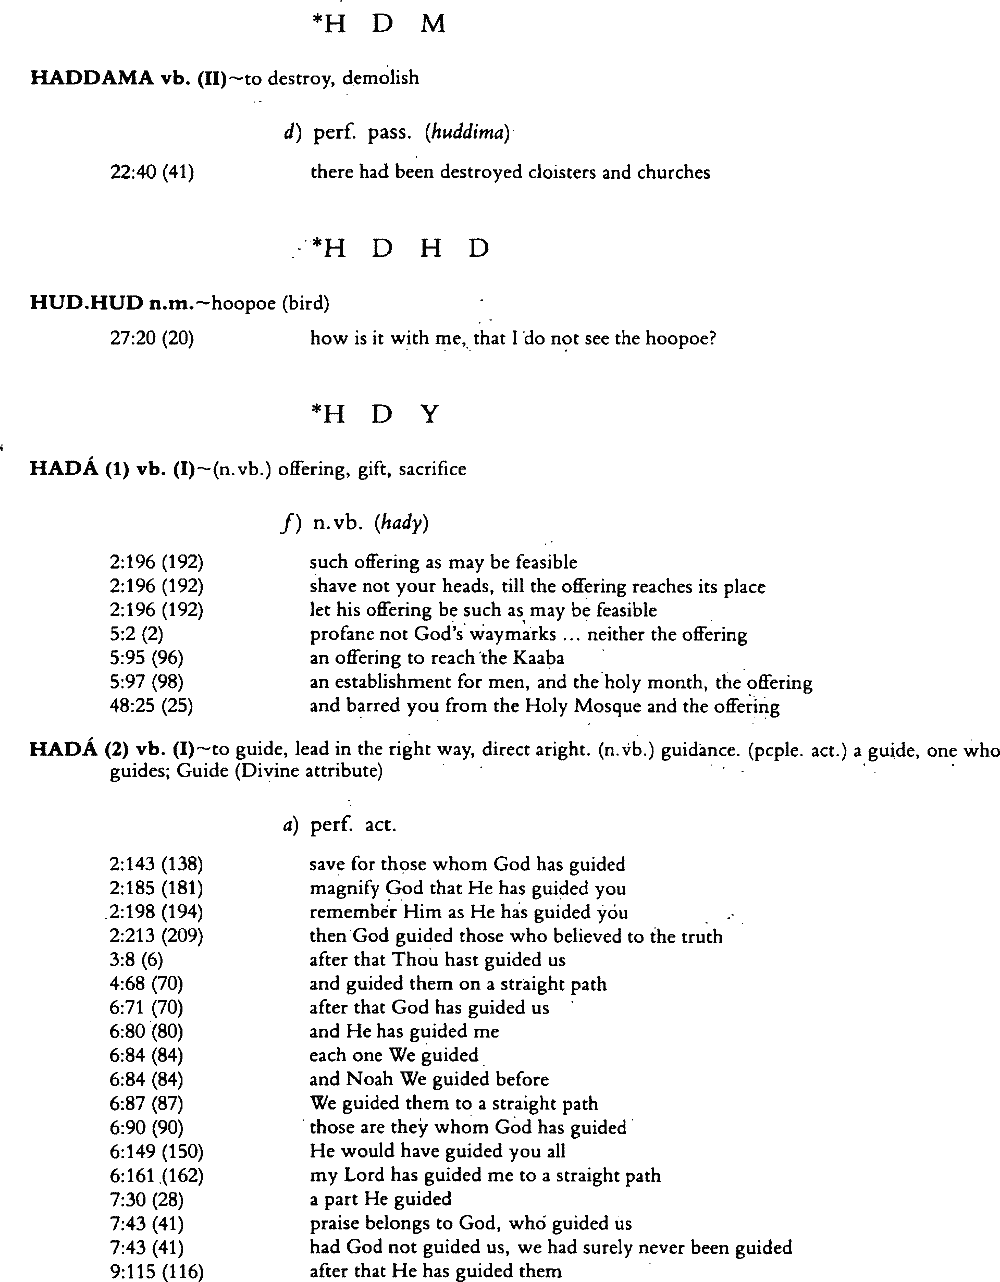 *H D M
HADDAMA vb. (II)~to destroy, demolish
d) perf. pass. (huddima)
22:40 (41) there had been destroyed cloisters and churches
*H D H D
HUD.HUD n.m.~hoopoe (bird)
27:20 (20) how is it with me, that I do not see the hoopoe?
*H D Y
HADÁ (1) vb. (I)~(n.vb.) offering, gift, sacrifice
f) n.vb. (hady)
2:196 (192) such offering as may be feasible
2:196 (192) shave not your heads, till the offering reaches its place
2:196 (192) let his offering be such as may be feasible
5:2 (2) profane not God's waymarks ... neither the offering
5:95 (96) an offering to reach the Kaaba
5:97 (98) an establishment for men, and the holy month, the offering
48:25 (25) and barred you from the Holy Mosque and the offering
HADÁ (2) vb. (I)~to guide, lead in the right way, direct aright. (n.vb.) guidance. (pcple. act.) a guide, one who
guides; Guide (Divine attribute)
a) perf. act.
2:143 (138) save for those whom God has guided
2:185 (181) magnify God that He has guided you
2:198 (194) remember Him as He has guided you
2:213 (209) then God guided those who believed to the truth
3:8 (6) after that Thou hast guided us
4:68 (70) and guided them on a straight path
6:71 (70) after that God has guided us
6:80 (80) and He has guided me
6:84 (84) each one We guided
6:84 (84) and Noah We guided before
6:87 (87) We guided them to a straight path
6:90 (90) those are they whom God has guided
6:149 (150) He would have guided you all
6:161 (162) my Lord has guided me to a straight path
7:30 (28) a part He guided
7:43 (41) praise belongs to God, who guided us
7:43 (41) had God not guided us, we had surely never been guided
9:115 (116) after that He has guided them